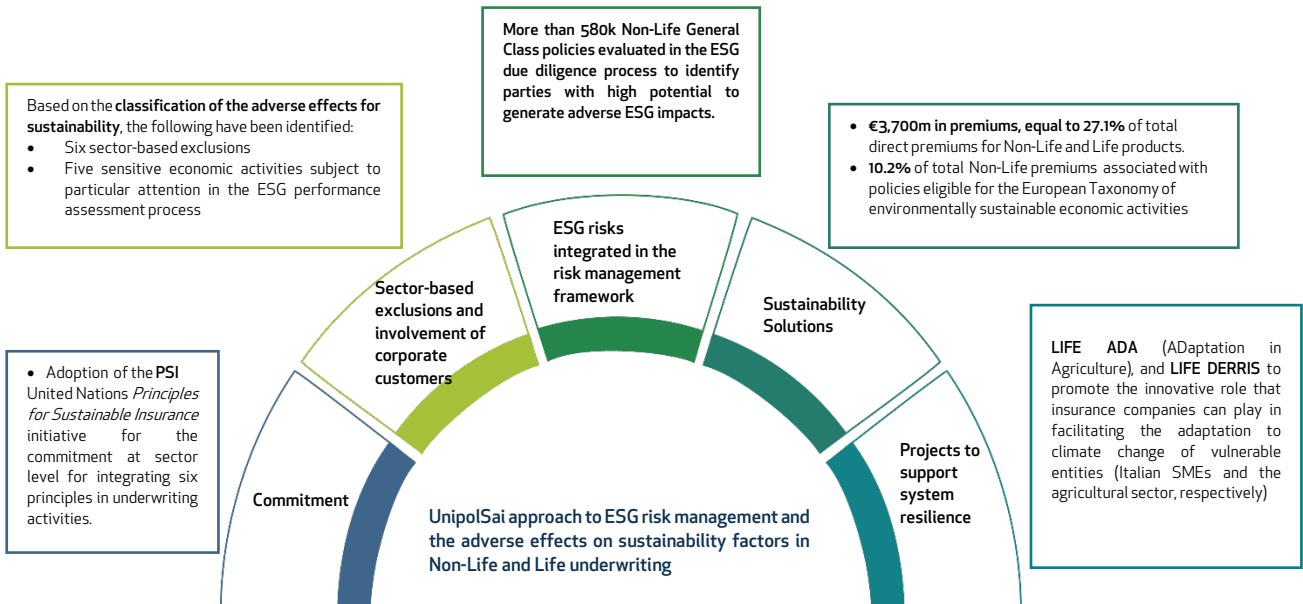 More than 580k Non-Life General
Class policies evaluated in the ESG
due diligence process to identify
parties with high potential to
generate adverse ESG impacts.
Based on the classification of the adverse effects for
sustainability, the following have been identified:
• Six sector-based exclusions
• Five sensitive economic activities subject to
particular attention in the ESG performance
assessment process
• €3,700m in premiums, equal to 27.1% of total
direct premiums for Non-Life and Life products.
• 10.2% of total Non-Life premiums associated with
policies eligible for the European Taxonomy of
environmentally sustainable economic activities
ESG risks
integrated in the
risk management
framework
Sector-based
exclusions and
involvement of
corporate
customers
Sustainability
Solutions
• Adoption of the PSI
United Nations Principles
for Sustainable Insurance
initiative for the
commitment at sector
level for integrating six
principles in underwriting
activities.
LIFE ADA (ADaptation in
Agriculture), and LIFE DERRIS to
promote the innovative role that
insurance companies can play in
facilitating the adaptation to
climate change of vulnerable
entities (Italian SMEs and the
agricultural sector, respectively)
Commitment
Projects to
support
system
resilience
UnipolSai approach to ESG risk management and
the adverse effects on sustainability factors in
Non-Life and Life underwriting